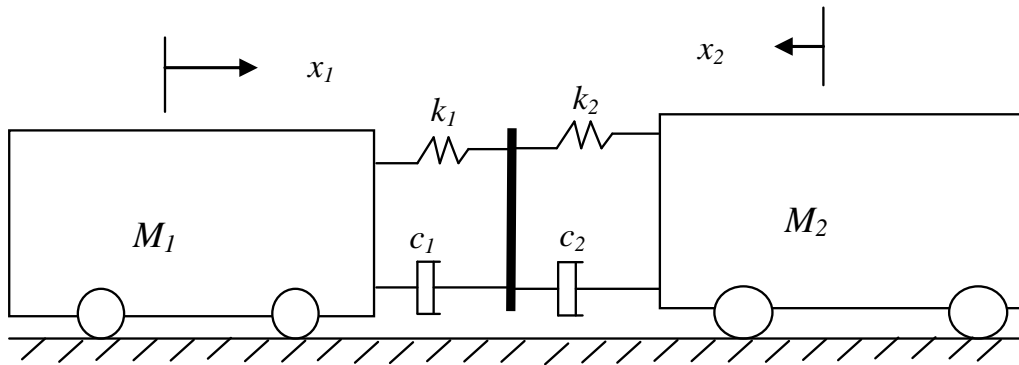 x₁
x₂
k₁
k₂
M₁
M₂
c₁
c₂